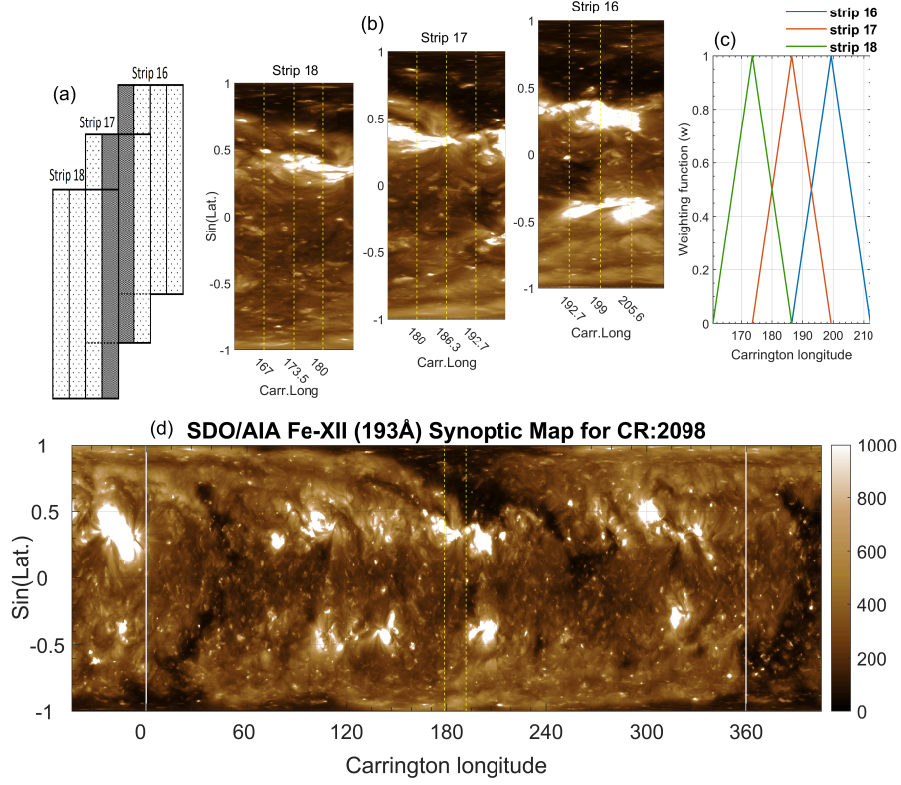 strip 16
strip 17
strip 18
(a)
Strip 16
Strip 17
Strip 18
Strip 18
1
0.5
0
-0.5
-1
Sin(Lat.)
167
173.5
180
Carr.Long
(b)
Strip 17
1
0.5
0
-0.5
-1
180
186.3
192.7
Carr.Long
Strip 16
1
0.5
0
-0.5
-1
192.7
199
205.6
Carr.Long
(c)
1
0.8
0.6
0.4
0.2
0
Weighting function (w)
170 180 190 200 210
Carrington longitude
(d) SDO/AIA Fe-XII (193Å) Synoptic Map for CR:2098
1
0.5
0
-0.5
-1
Sin(Lat.)
0 60 120 180 240 300 360
Carrington longitude
1000
800
600
400
200
0